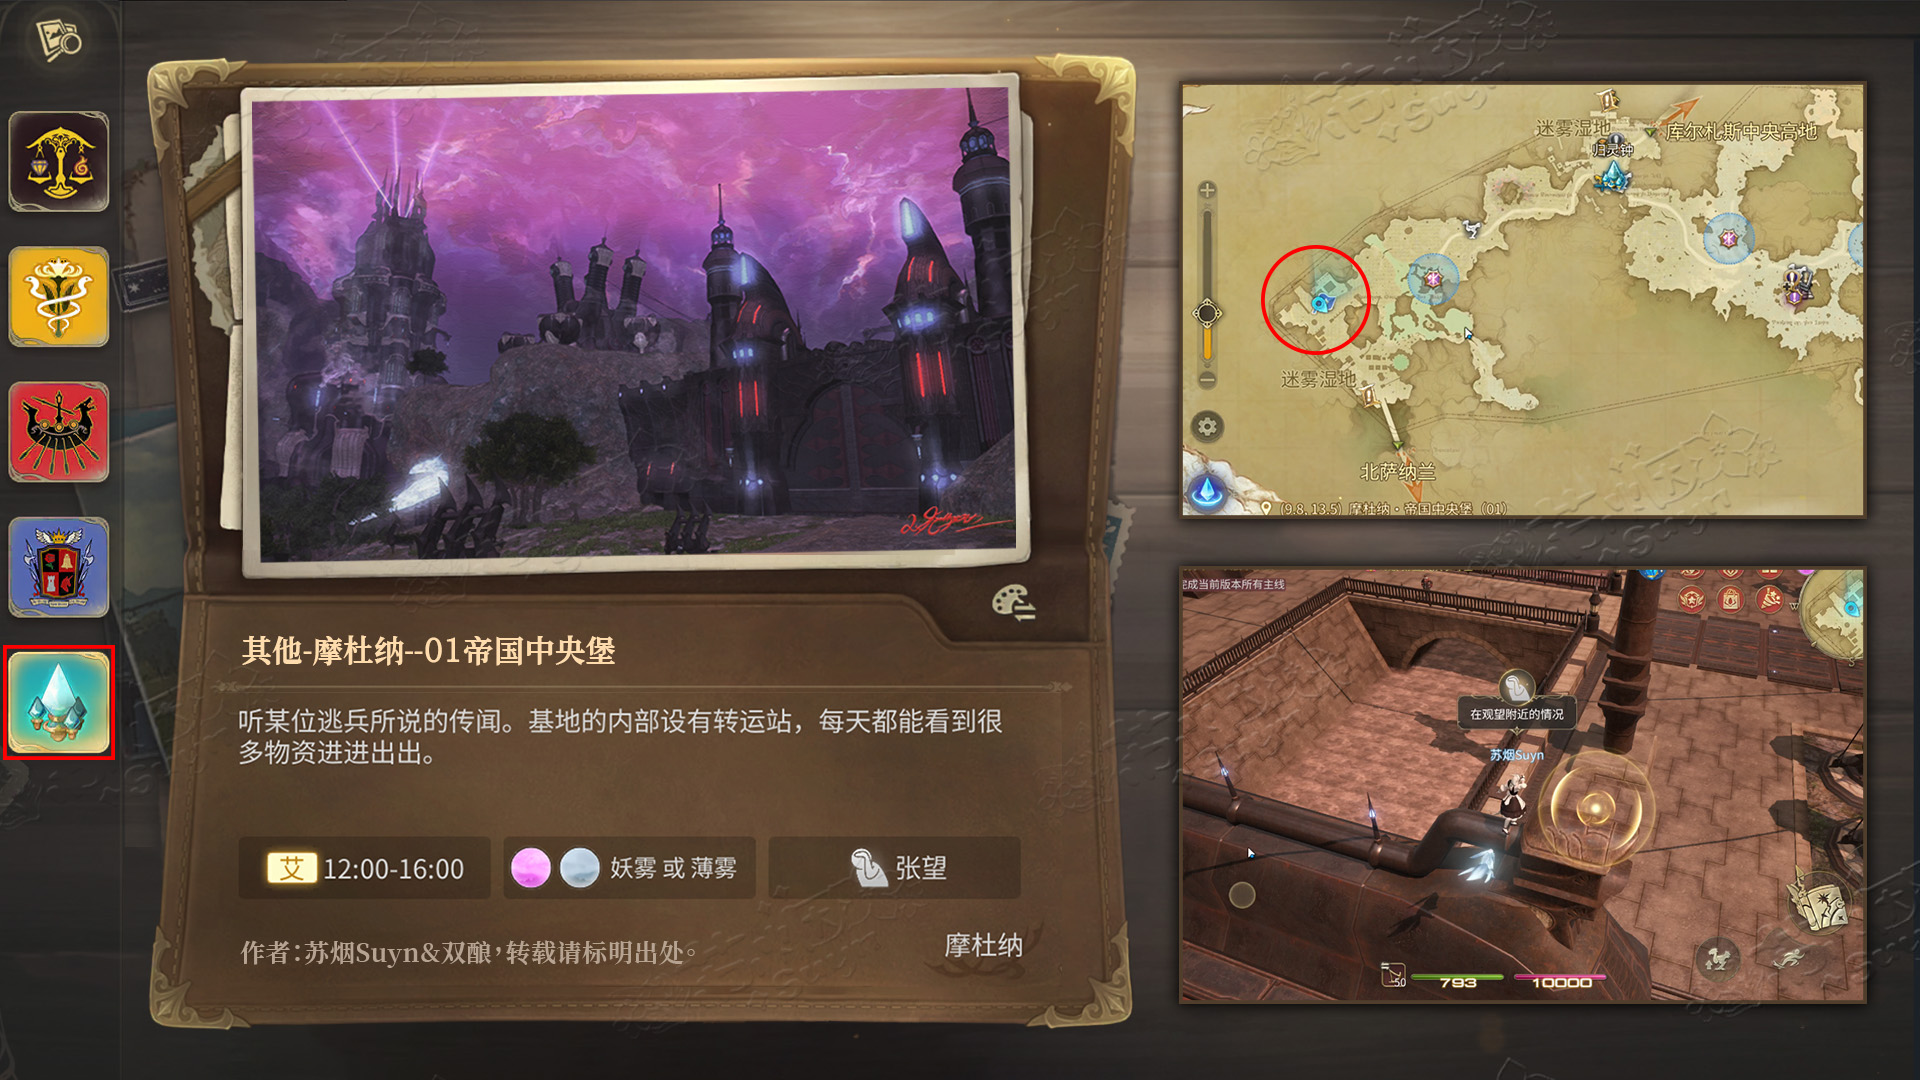 其他-摩杜纳--01帝国中央堡
听某位逃兵所说的传闻。基地的内部设有转运站，每天都能看到很
多物资进进出出。
艾 12:00-16:00
妖雾 或 薄雾
张望
作者：苏烟Suyn&双酿，转载请标明出处。
摩杜纳
迷雾湿地
库尔札斯中央高地
归灵钟
迷雾湿地
北萨纳兰
(9.8, 13.5) 摩杜纳·帝国中央堡 (01)
完成当前版本所有主线
在观望附近的情况
苏烟Suyn
50
793
10000